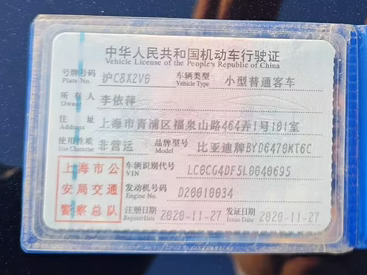 中华人民共和国机动车行驶证
Vehicle License of the People's Republic of China
号牌号码 Plate No. 沪C8X2V6 车辆类型 Vehicle Type 小型普通客车
所有人 Owner 李依萍
住址 Address 上海市青浦区福泉山路464弄1号101室
使用性质 Use Character 非营运 品牌型号 Model 比亚迪牌BYD6470MT6C
上海市公安局交通警察总队
车辆识别代号 VIN LC0CG4DF5L0040695
发动机号码 Engine No. D20010034
注册日期 Register Date 2020-11-27 发证日期 Issue Date 2020-11-27